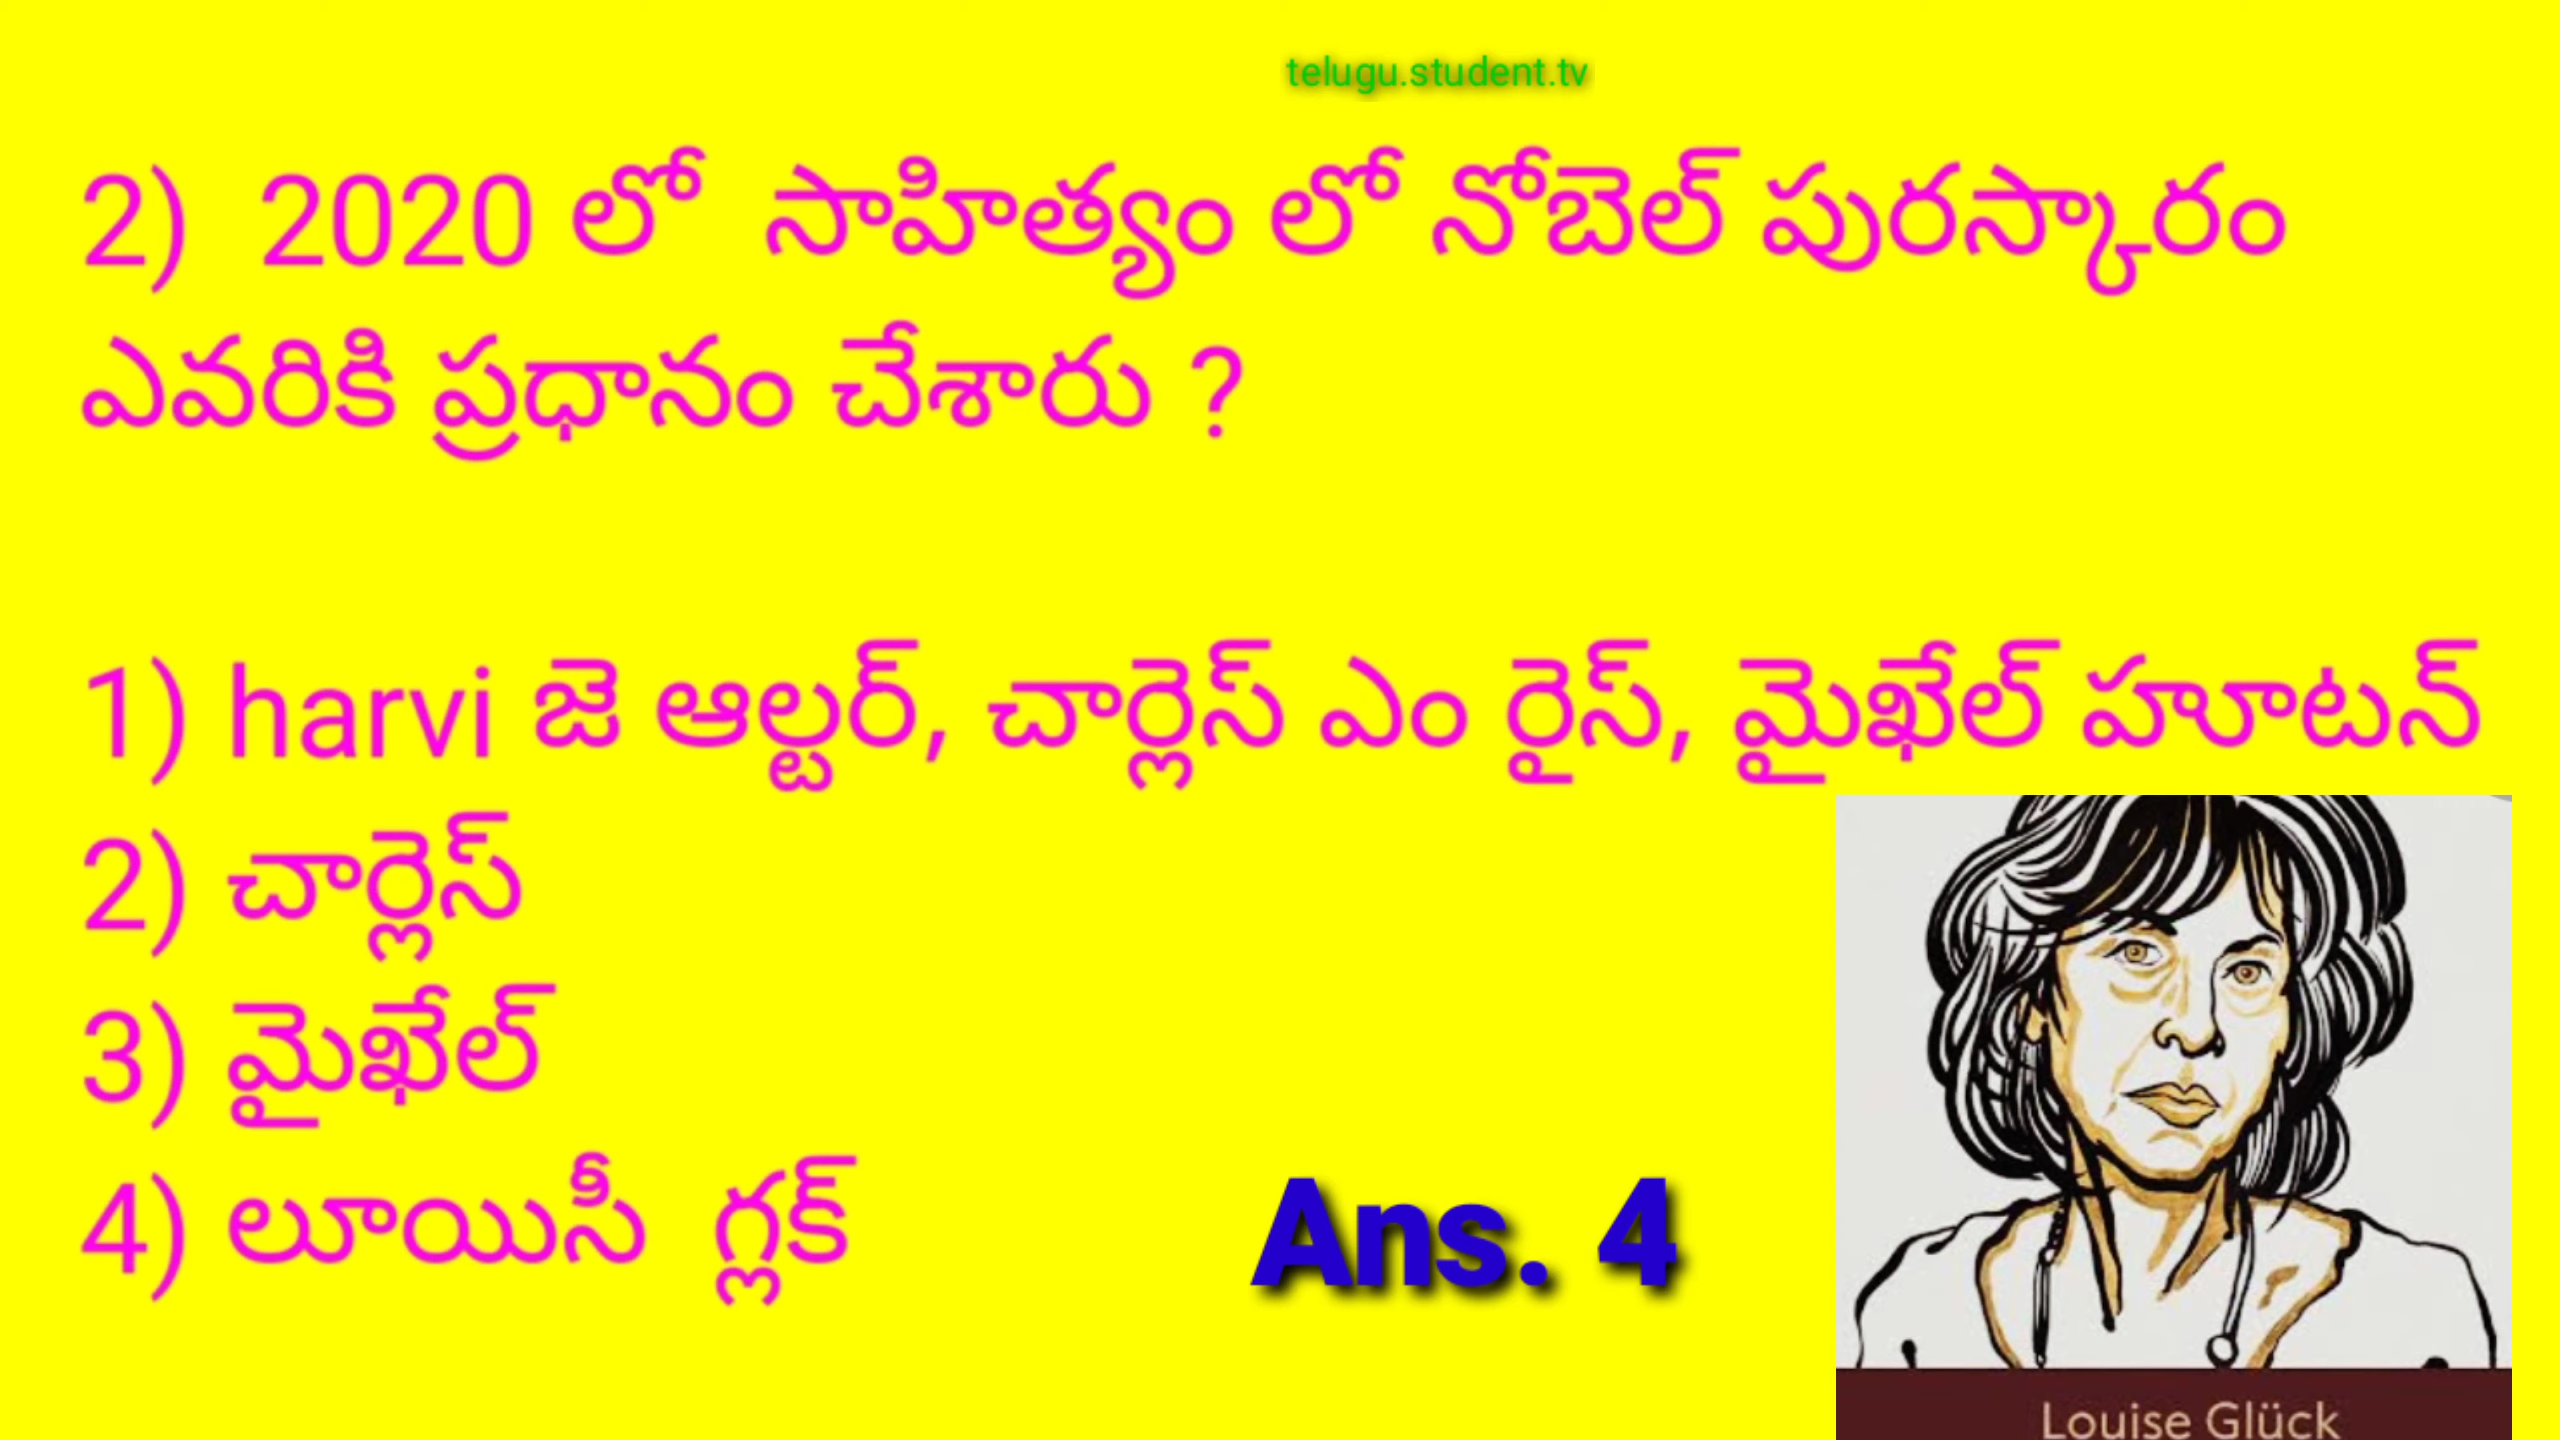 telugu.student.tv
2) 2020 లో సాహిత్యం లో నోబెల్ పురస్కారం
ఎవరికి ప్రధానం చేశారు ?
1) harvi జె ఆల్టర్, చార్లెస్ ఎం రైస్, మైఖేల్ హూటన్
2) చార్లెస్
3) మైఖేల్
4) లూయిసీ గ్లక్
Ans. 4
Louise Glück